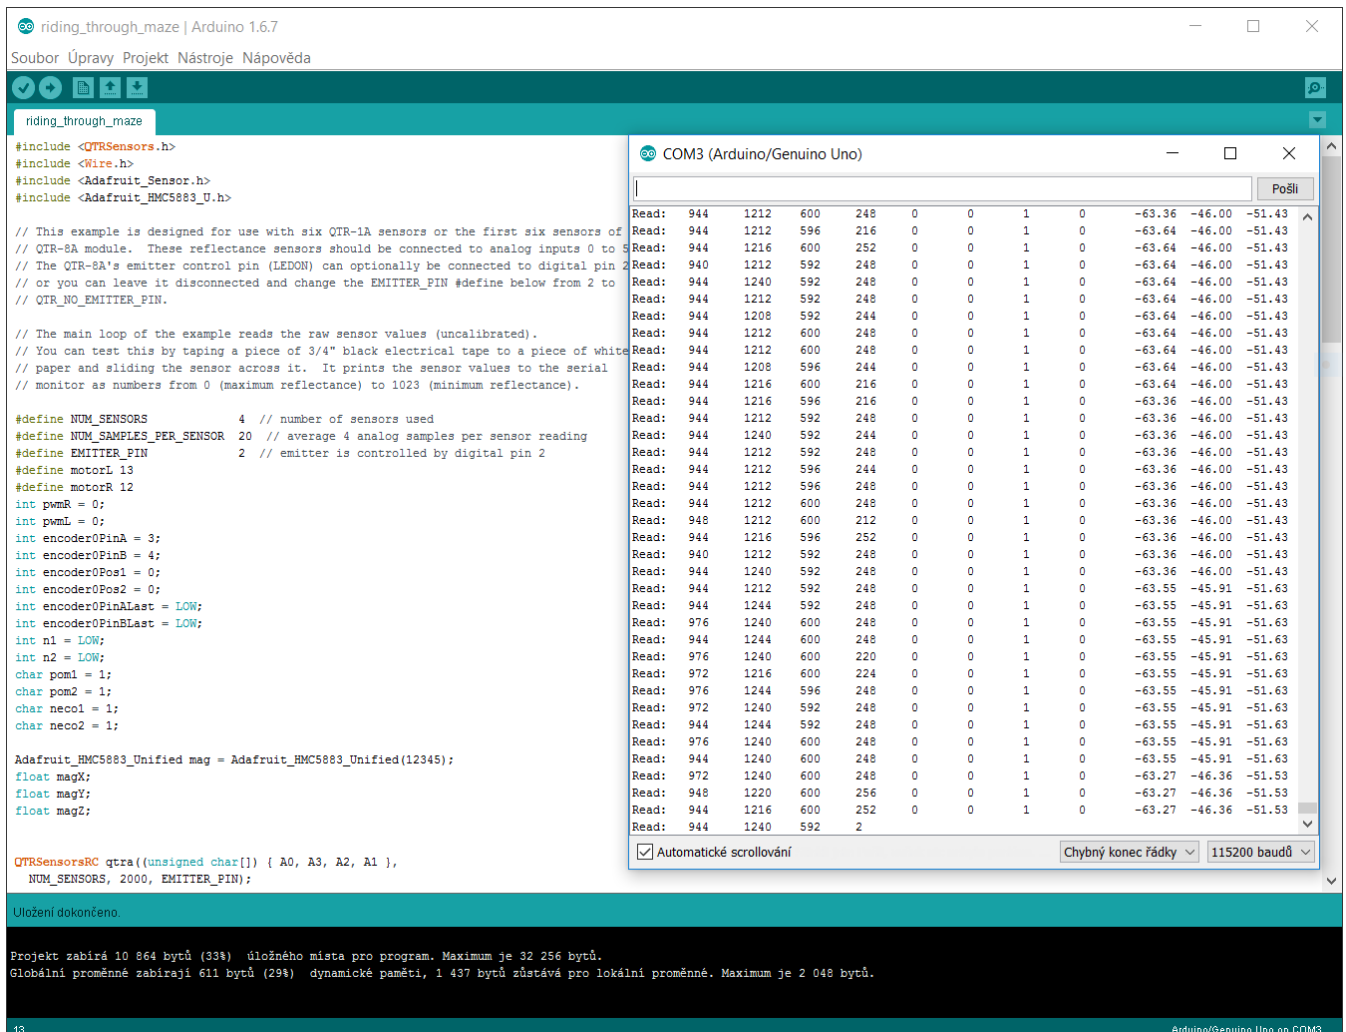 riding_through_maze | Arduino 1.6.7
Soubor Úpravy Projekt Nástroje Nápověda
riding_through_maze
#include <QTRSensors.h>
#include <Wire.h>
#include <Adafruit_Sensor.h>
#include <Adafruit_HMC5883_U.h>
// This example is designed for use with six QTR-1A sensors or the first six sensors of
// QTR-8A module.  These reflectance sensors should be connected to analog inputs 0 to 5
// The QTR-8A's emitter control pin (LEDON) can optionally be connected to digital pin 2
// or you can leave it disconnected and change the EMITTER_PIN #define below from 2 to
// QTR_NO_EMITTER_PIN.
// The main loop of the example reads the raw sensor values (uncalibrated).
// You can test this by taping a piece of 3/4" black electrical tape to a piece of white
// paper and sliding the sensor across it.  It prints the sensor values to the serial
// monitor as numbers from 0 (maximum reflectance) to 1023 (minimum reflectance).
#define NUM_SENSORS 4 // number of sensors used
#define NUM_SAMPLES_PER_SENSOR 20 // average 4 analog samples per sensor reading
#define EMITTER_PIN 2 // emitter is controlled by digital pin 2
#define motorL 13
#define motorR 12
int pwmR = 0;
int pwmL = 0;
int encoder0PinA = 3;
int encoder0PinB = 4;
int encoder0Pos1 = 0;
int encoder0Pos2 = 0;
int encoder0PinALast = LOW;
int encoder0PinBLast = LOW;
int n1 = LOW;
int n2 = LOW;
char pom1 = 1;
char pom2 = 1;
char neco1 = 1;
char neco2 = 1;
Adafruit_HMC5883_Unified mag = Adafruit_HMC5883_Unified(12345);
float magX;
float magY;
float magZ;
QTRSensorsRC qtra((unsigned char[]) { A0, A3, A2, A1 },
NUM_SENSORS, 2000, EMITTER_PIN);
COM3 (Arduino/Genuino Uno)
Pošli
Read: 944 1212 600 248 0 0 1 0 -63.36 -46.00 -51.43
Read: 944 1212 596 216 0 0 1 0 -63.64 -46.00 -51.43
Read: 944 1216 600 252 0 0 1 0 -63.64 -46.00 -51.43
Read: 940 1212 592 248 0 0 1 0 -63.64 -46.00 -51.43
Read: 944 1240 592 248 0 0 1 0 -63.64 -46.00 -51.43
Read: 944 1212 592 248 0 0 1 0 -63.64 -46.00 -51.43
Read: 944 1208 592 244 0 0 1 0 -63.64 -46.00 -51.43
Read: 944 1212 600 248 0 0 1 0 -63.64 -46.00 -51.43
Read: 944 1212 600 248 0 0 1 0 -63.64 -46.00 -51.43
Read: 944 1208 596 244 0 0 1 0 -63.64 -46.00 -51.43
Read: 944 1216 600 216 0 0 1 0 -63.64 -46.00 -51.43
Read: 944 1216 596 216 0 0 1 0 -63.36 -46.00 -51.43
Read: 944 1212 592 248 0 0 1 0 -63.36 -46.00 -51.43
Read: 944 1240 592 244 0 0 1 0 -63.36 -46.00 -51.43
Read: 944 1212 592 248 0 0 1 0 -63.36 -46.00 -51.43
Read: 944 1212 596 244 0 0 1 0 -63.36 -46.00 -51.43
Read: 944 1212 596 248 0 0 1 0 -63.36 -46.00 -51.43
Read: 944 1212 600 248 0 0 1 0 -63.36 -46.00 -51.43
Read: 948 1212 600 212 0 0 1 0 -63.36 -46.00 -51.43
Read: 944 1216 596 252 0 0 1 0 -63.36 -46.00 -51.43
Read: 940 1212 592 248 0 0 1 0 -63.36 -46.00 -51.43
Read: 944 1240 592 248 0 0 1 0 -63.36 -46.00 -51.43
Read: 944 1212 592 248 0 0 1 0 -63.55 -45.91 -51.63
Read: 944 1244 592 248 0 0 1 0 -63.55 -45.91 -51.63
Read: 976 1240 600 248 0 0 1 0 -63.55 -45.91 -51.63
Read: 944 1244 600 248 0 0 1 0 -63.55 -45.91 -51.63
Read: 976 1240 600 220 0 0 1 0 -63.55 -45.91 -51.63
Read: 972 1216 600 224 0 0 1 0 -63.55 -45.91 -51.63
Read: 976 1244 596 248 0 0 1 0 -63.55 -45.91 -51.63
Read: 972 1240 592 248 0 0 1 0 -63.55 -45.91 -51.63
Read: 944 1244 592 248 0 0 1 0 -63.55 -45.91 -51.63
Read: 976 1240 600 248 0 0 1 0 -63.55 -45.91 -51.63
Read: 944 1240 600 248 0 0 1 0 -63.55 -45.91 -51.63
Read: 972 1240 600 248 0 0 1 0 -63.27 -46.36 -51.53
Read: 948 1220 600 256 0 0 1 0 -63.27 -46.36 -51.53
Read: 944 1216 600 252 0 0 1 0 -63.27 -46.36 -51.53
Read: 944 1240 592 2
Automatické scrollování
Chybný konec řádky
115200 baudů
Uložení dokončeno.
Projekt zabírá 10 864 bytů (33%)  úložného místa pro program. Maximum je 32 256 bytů.
Globální proměnné zabírají 611 bytů (29%)  dynamické paměti, 1 437 bytů zůstává pro lokální proměnné. Maximum je 2 048 bytů.
13
Arduino/Genuino Uno on COM3